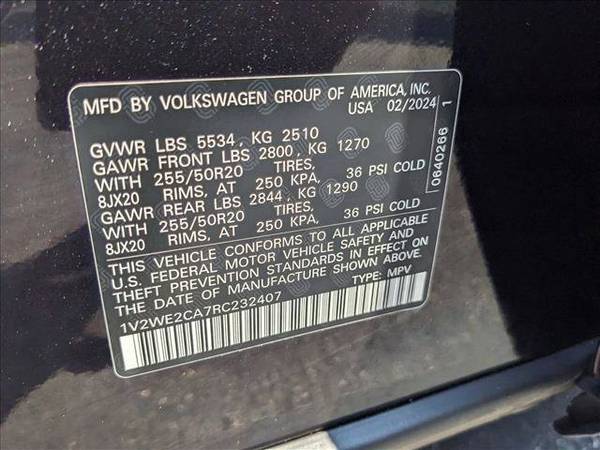 MFD BY VOLKSWAGEN GROUP OF AMERICA, INC.
USA 02/2024
GVWR LBS 5534, KG 2510
GAWR FRONT LBS 2800, KG 1270
WITH 255/50R20 TIRES,
8JX20 RIMS, AT 250 KPA, 36 PSI COLD
GAWR REAR LBS 2844, KG 1290
WITH 255/50R20 TIRES,
8JX20 RIMS, AT 250 KPA, 36 PSI COLD
THIS VEHICLE CONFORMS TO ALL APPLICABLE
U.S. FEDERAL MOTOR VEHICLE SAFETY AND
THEFT PREVENTION STANDARDS IN EFFECT ON
THE DATE OF MANUFACTURE SHOWN ABOVE.
1V2WE2CA7RC232407 TYPE: MPV
0640266 1